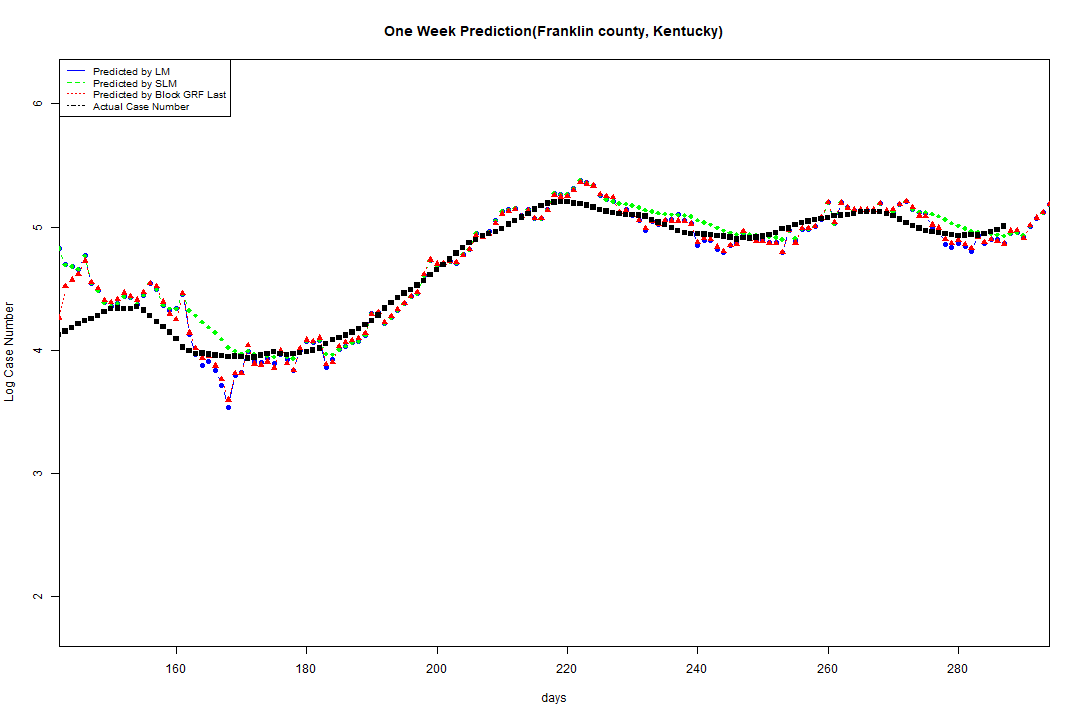 One Week Prediction(Franklin county, Kentucky)
Predicted by LM
Predicted by SLM
Predicted by Block GRF Last
Actual Case Number
6
5
4
3
2
Log Case Number
160 180 200 220 240 260 280
days